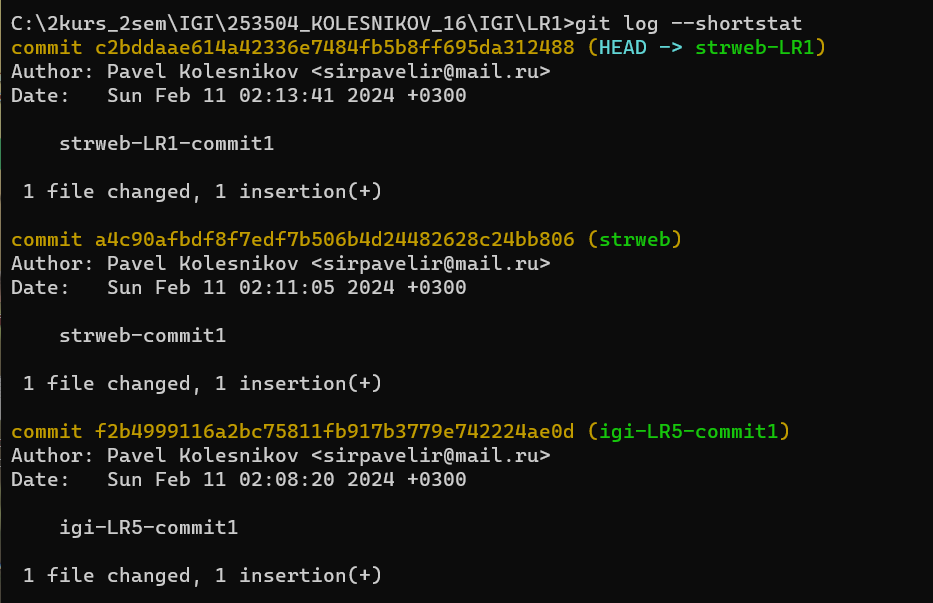 C:\2kurs_2sem\IGI\253504_KOLESNIKOV_16\IGI\LR1>git log --shortstat
commit c2bddaae614a42336e7484fb5b8ff695da312488 (HEAD -> strweb-LR1)
Author: Pavel Kolesnikov <sirpavelir@mail.ru>
Date:   Sun Feb 11 02:13:41 2024 +0300
    strweb-LR1-commit1
 1 file changed, 1 insertion(+)
commit a4c90afbdf8f7edf7b506b4d24482628c24bb806 (strweb)
Author: Pavel Kolesnikov <sirpavelir@mail.ru>
Date:   Sun Feb 11 02:11:05 2024 +0300
    strweb-commit1
 1 file changed, 1 insertion(+)
commit f2b4999116a2bc75811fb917b3779e742224ae0d (igi-LR5-commit1)
Author: Pavel Kolesnikov <sirpavelir@mail.ru>
Date:   Sun Feb 11 02:08:20 2024 +0300
    igi-LR5-commit1
 1 file changed, 1 insertion(+)